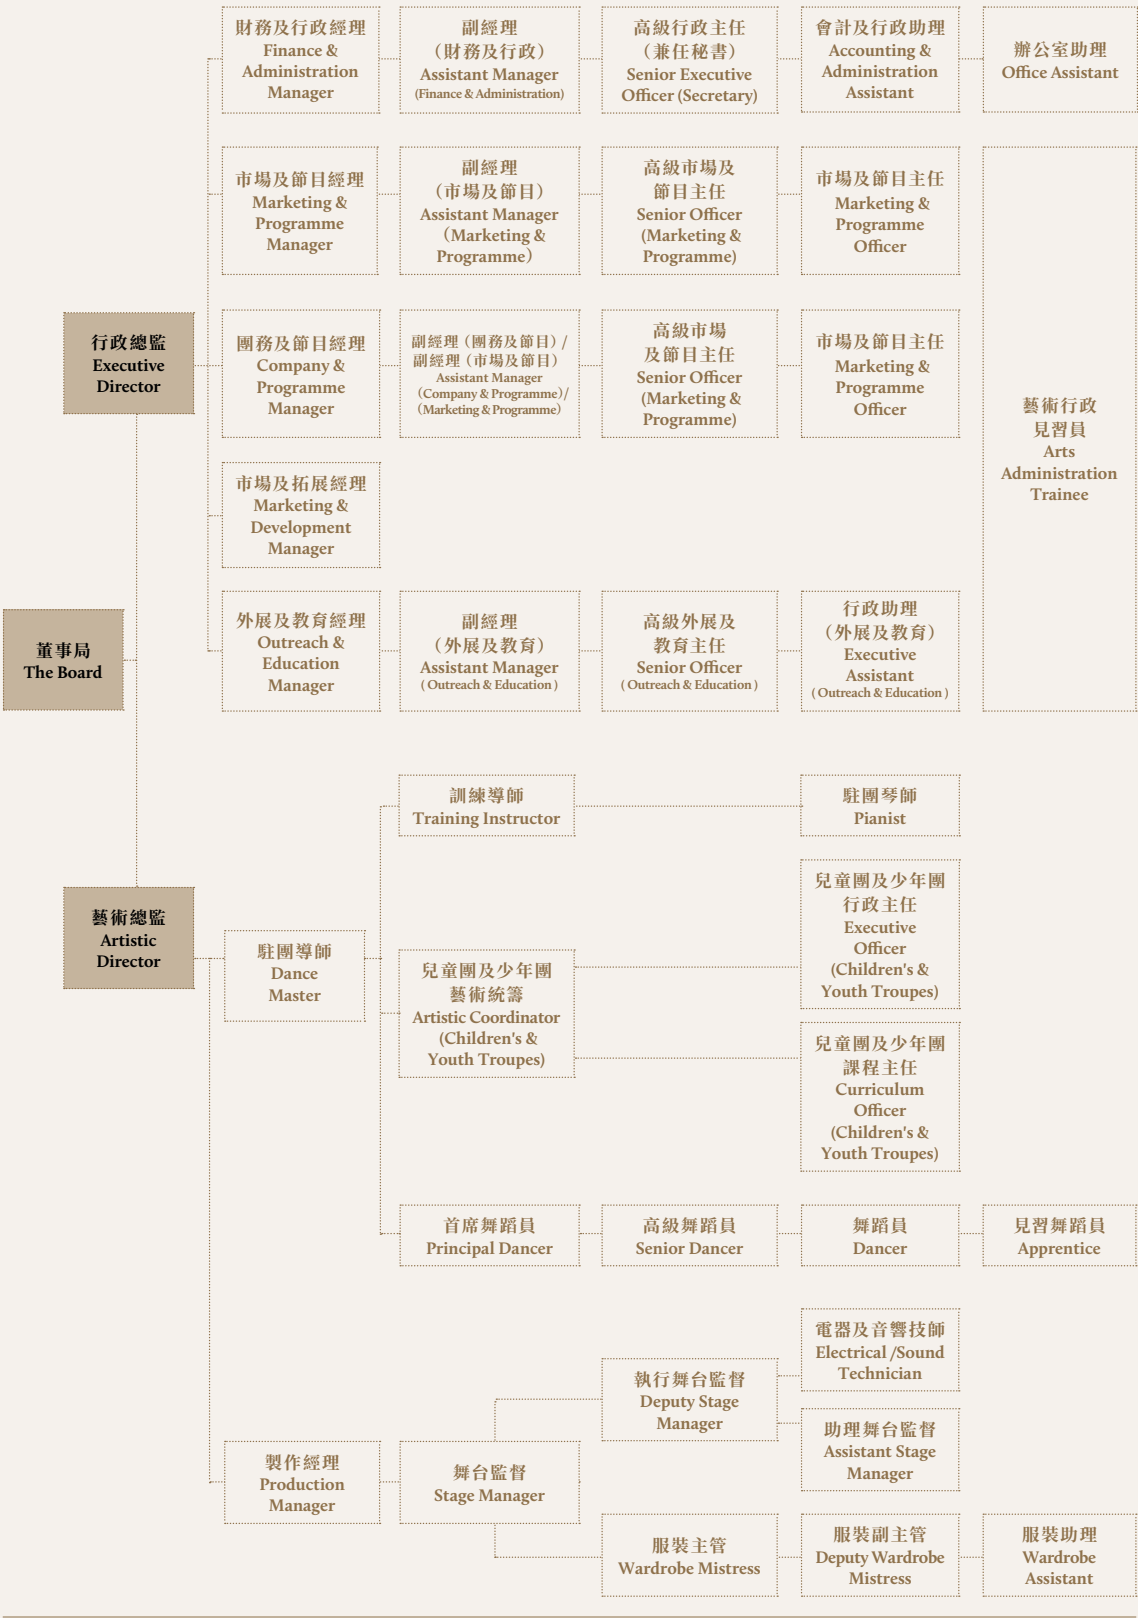 財務及行政經理
Finance &
Administration
Manager
副經理
（財務及行政）
Assistant Manager
(Finance & Administration)
高級行政主任
（兼任秘書）
Senior Executive
Officer (Secretary)
會計及行政助理
Accounting &
Administration
Assistant
辦公室助理
Office Assistant
市場及節目經理
Marketing &
Programme
Manager
副經理
（市場及節目）
Assistant Manager
（Marketing &
Programme）
高級市場及
節目主任
Senior Officer
(Marketing &
Programme)
市場及節目主任
Marketing &
Programme
Officer
行政總監
Executive
Director
團務及節目經理
Company &
Programme
Manager
副經理（團務及節目）/
副經理（市場及節目）
Assistant Manager
（Company & Programme）/
（Marketing & Programme）
高級市場
及節目主任
Senior Officer
(Marketing &
Programme)
市場及節目主任
Marketing &
Programme
Officer
藝術行政
見習員
Arts
Administration
Trainee
市場及拓展經理
Marketing &
Development
Manager
董事局
The Board
外展及教育經理
Outreach &
Education
Manager
副經理
（外展及教育）
Assistant Manager
( Outreach & Education )
高級外展及
教育主任
Senior Officer
( Outreach & Education )
行政助理
（外展及教育）
Executive
Assistant
( Outreach & Education )
訓練導師
Training Instructor
駐團琴師
Pianist
藝術總監
Artistic
Director
駐團導師
Dance
Master
兒童團及少年團
藝術統籌
Artistic Coordinator
(Children's &
Youth Troupes)
兒童團及少年團
行政主任
Executive
Officer
(Children's &
Youth Troupes)
兒童團及少年團
課程主任
Curriculum
Officer
(Children's &
Youth Troupes)
首席舞蹈員
Principal Dancer
高級舞蹈員
Senior Dancer
舞蹈員
Dancer
見習舞蹈員
Apprentice
製作經理
Production
Manager
舞台監督
Stage Manager
執行舞台監督
Deputy Stage
Manager
電器及音響技師
Electrical /Sound
Technician
助理舞台監督
Assistant Stage
Manager
服裝主管
Wardrobe Mistress
服裝副主管
Deputy Wardrobe
Mistress
服裝助理
Wardrobe
Assistant